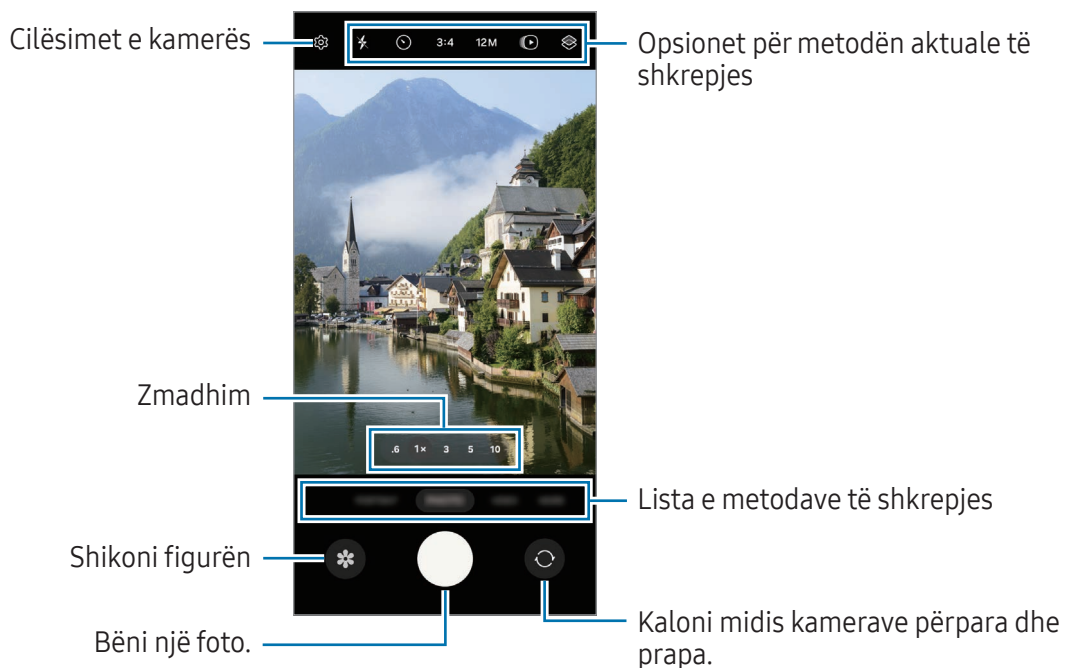 Cilësimet e kamerës
3:4 12M
Opsionet për metodën aktuale të
shkrepjes
Zmadhim
.6 1× 3 5 10
Lista e metodave të shkrepjes
Shikoni figurën
Bëni një foto.
Kaloni midis kamerave përpara dhe
prapa.